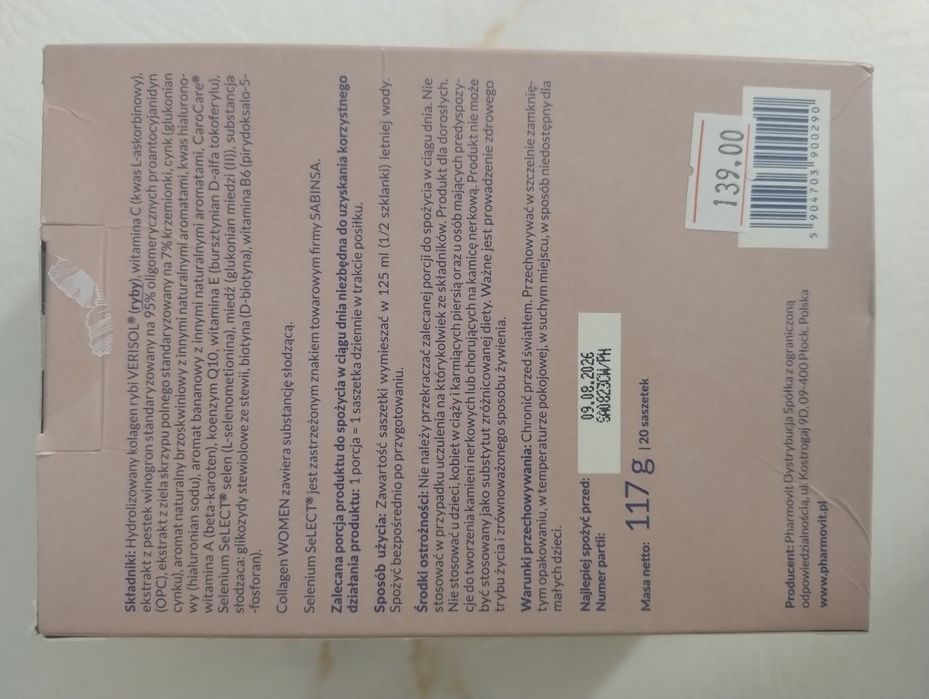 Składniki: Hydrolizowany kolagen rybi VERISOL® (ryby), witamina C (kwas L-askorbinowy),
ekstrakt z pestek winogron standaryzowany na 95% oligomerycznych proantocyjanidyn
(OPC), ekstrakt z ziela skrzypu polnego standaryzowany na 7% krzemionki, cynk (glukonian
cynku), aromat naturalny brzoskwiniowy z innymi naturalnymi aromatami, kwas hialurono-
wy (hialuronian sodu), aromat bananowy z innymi naturalnymi aromatami, CaroCare®
witamina A (beta-karoten), koenzym Q10, witamina E (bursztynian D-alfa tokoferylu),
Selenium SeLECT® selen (L-selenometionina), miedź (glukonian miedzi (II)), substancja
słodząca: glikozydy stewiolowe ze stewii, biotyna (D-biotyna), witamina B6 (pirydoksalo-5-
-fosforan).
Collagen WOMEN zawiera substancję słodzącą.
Selenium SeLECT® jest zastrzeżonym znakiem towarowym firmy SABINSA.
Zalecana porcja produktu do spożycia w ciągu dnia niezbędna do uzyskania korzystnego
działania produktu: 1 porcja = 1 saszetka dziennie w trakcie posiłku.
Sposób użycia: Zawartość saszetki wymieszać w 125 ml (1/2 szklanki) letniej wody.
Spożyć bezpośrednio po przygotowaniu.
Środki ostrożności: Nie należy przekraczać zalecanej porcji do spożycia w ciągu dnia. Nie
stosować w przypadku uczulenia na którykolwiek ze składników. Produkt dla dorosłych.
Nie stosować u dzieci, kobiet w ciąży i karmiących piersią oraz u osób mających predyspozy-
cje do tworzenia kamieni nerkowych lub chorujących na kamicę nerkową. Produkt nie może
być stosowany jako substytut zróżnicowanej diety. Ważne jest prowadzenie zdrowego
trybu życia i zrównoważonego sposobu żywienia.
Warunki przechowywania: Chronić przed światłem. Przechowywać w szczelnie zamknię-
tym opakowaniu, w temperaturze pokojowej, w suchym miejscu, w sposób niedostępny dla
małych dzieci.
Najlepiej spożyć przed: 09.08.2026
Numer partii: SA0823CW/PH
Masa netto: 117 g | 20 saszetek
139,00
5 904703 900290
Producent: Pharmovit Dystrybucja Spółka z ograniczoną
odpowiedzialnością, ul. Kostrogaj 9D, 09-400 Płock, Polska
www.pharmovit.pl